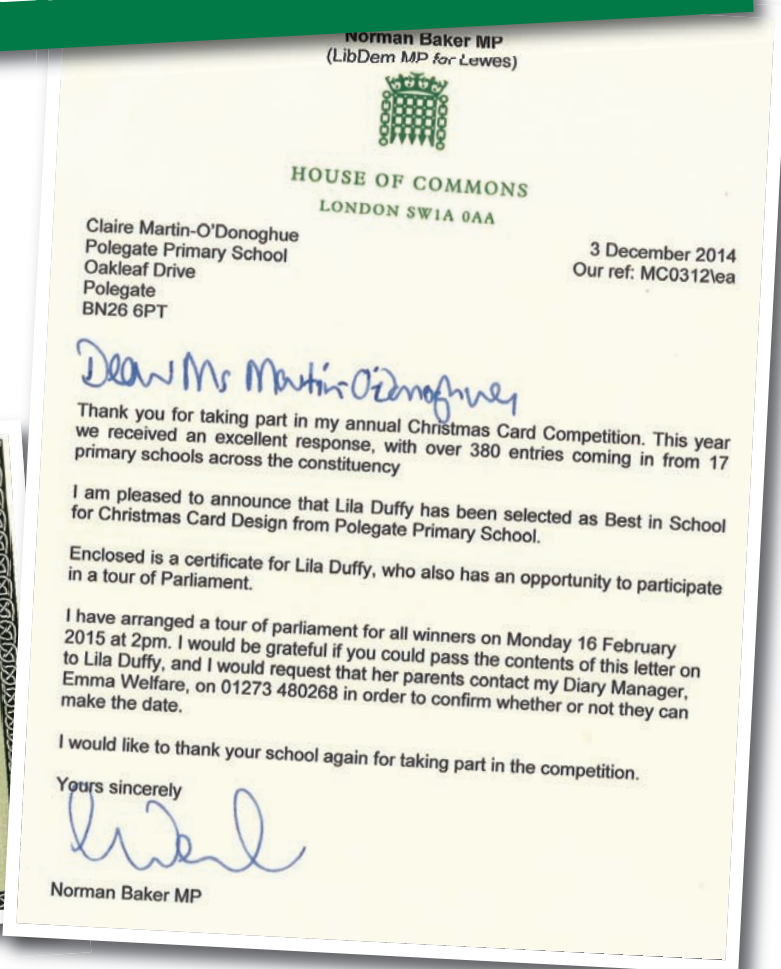 Norman Baker MP
(LibDem MP for Lewes)
HOUSE OF COMMONS
LONDON SW1A 0AA
Claire Martin-O'Donoghue
Polegate Primary School
Oakleaf Drive
Polegate
BN26 6PT
3 December 2014
Our ref: MC0312\ea
Dear Ms Martin-O'Donoghue
Thank you for taking part in my annual Christmas Card Competition. This year
we received an excellent response, with over 380 entries coming in from 17
primary schools across the constituency
I am pleased to announce that Lila Duffy has been selected as Best in School
for Christmas Card Design from Polegate Primary School.
Enclosed is a certificate for Lila Duffy, who also has an opportunity to participate
in a tour of Parliament.
I have arranged a tour of parliament for all winners on Monday 16 February
2015 at 2pm. I would be grateful if you could pass the contents of this letter on
to Lila Duffy, and I would request that her parents contact my Diary Manager,
Emma Welfare, on 01273 480268 in order to confirm whether or not they can
make the date.
I would like to thank your school again for taking part in the competition.
Yours sincerely
Norman Baker MP